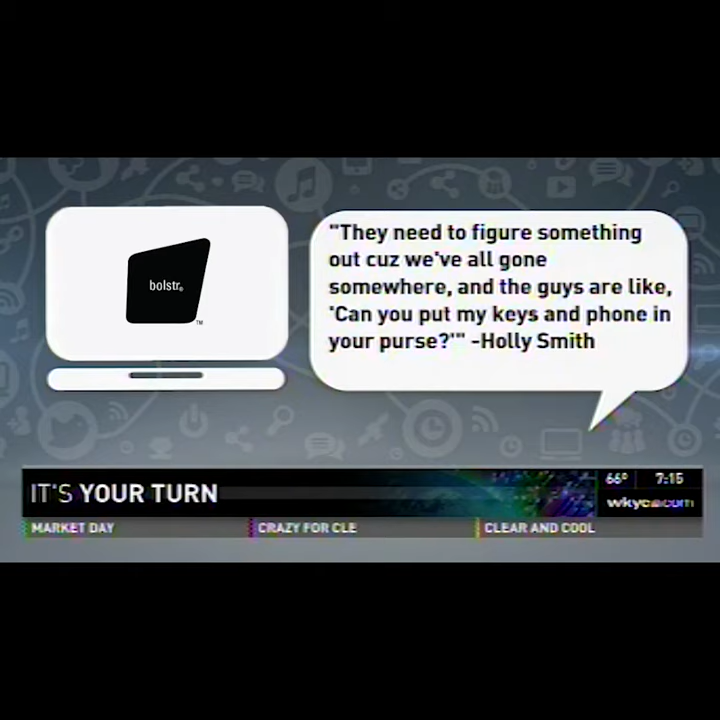 bolstr®
™
"They need to figure something
out cuz we've all gone
somewhere, and the guys are like,
'Can you put my keys and phone in
your purse?'" -Holly Smith
IT'S YOUR TURN
66° 7:15
wkyc.com
MARKET DAY
CRAZY FOR CLE
CLEAR AND COOL